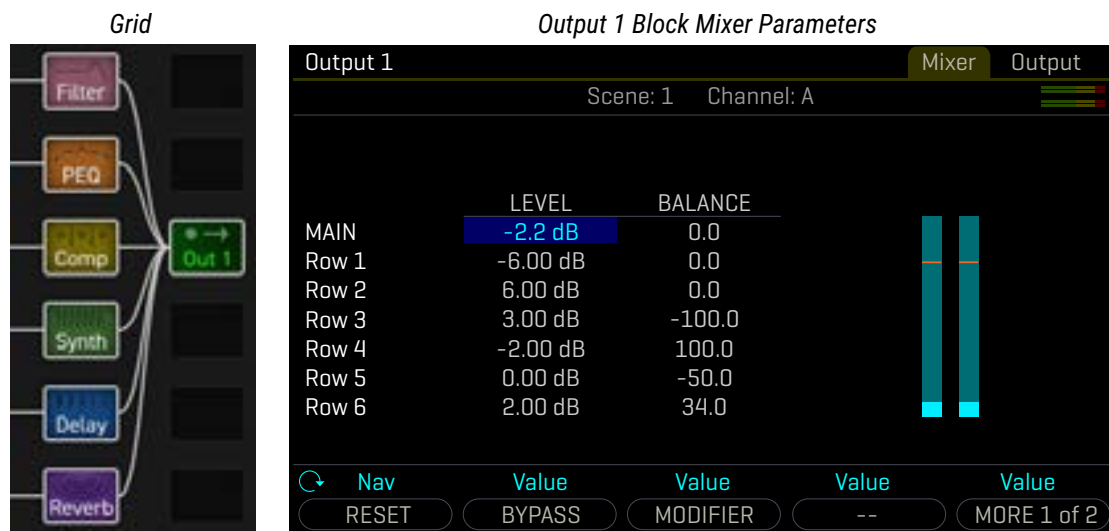 Grid
Output 1 Block Mixer Parameters
Filter
PEQ
Comp
Out 1
Synth
Delay
Reverb
Output 1
Mixer
Output
Scene: 1 Channel: A
LEVEL BALANCE
MAIN -2.2 dB 0.0
Row 1 -6.00 dB 0.0
Row 2 6.00 dB 0.0
Row 3 3.00 dB -100.0
Row 4 -2.00 dB 100.0
Row 5 0.00 dB -50.0
Row 6 2.00 dB 34.0
Nav Value Value Value Value
RESET BYPASS MODIFIER -- MORE 1 of 2